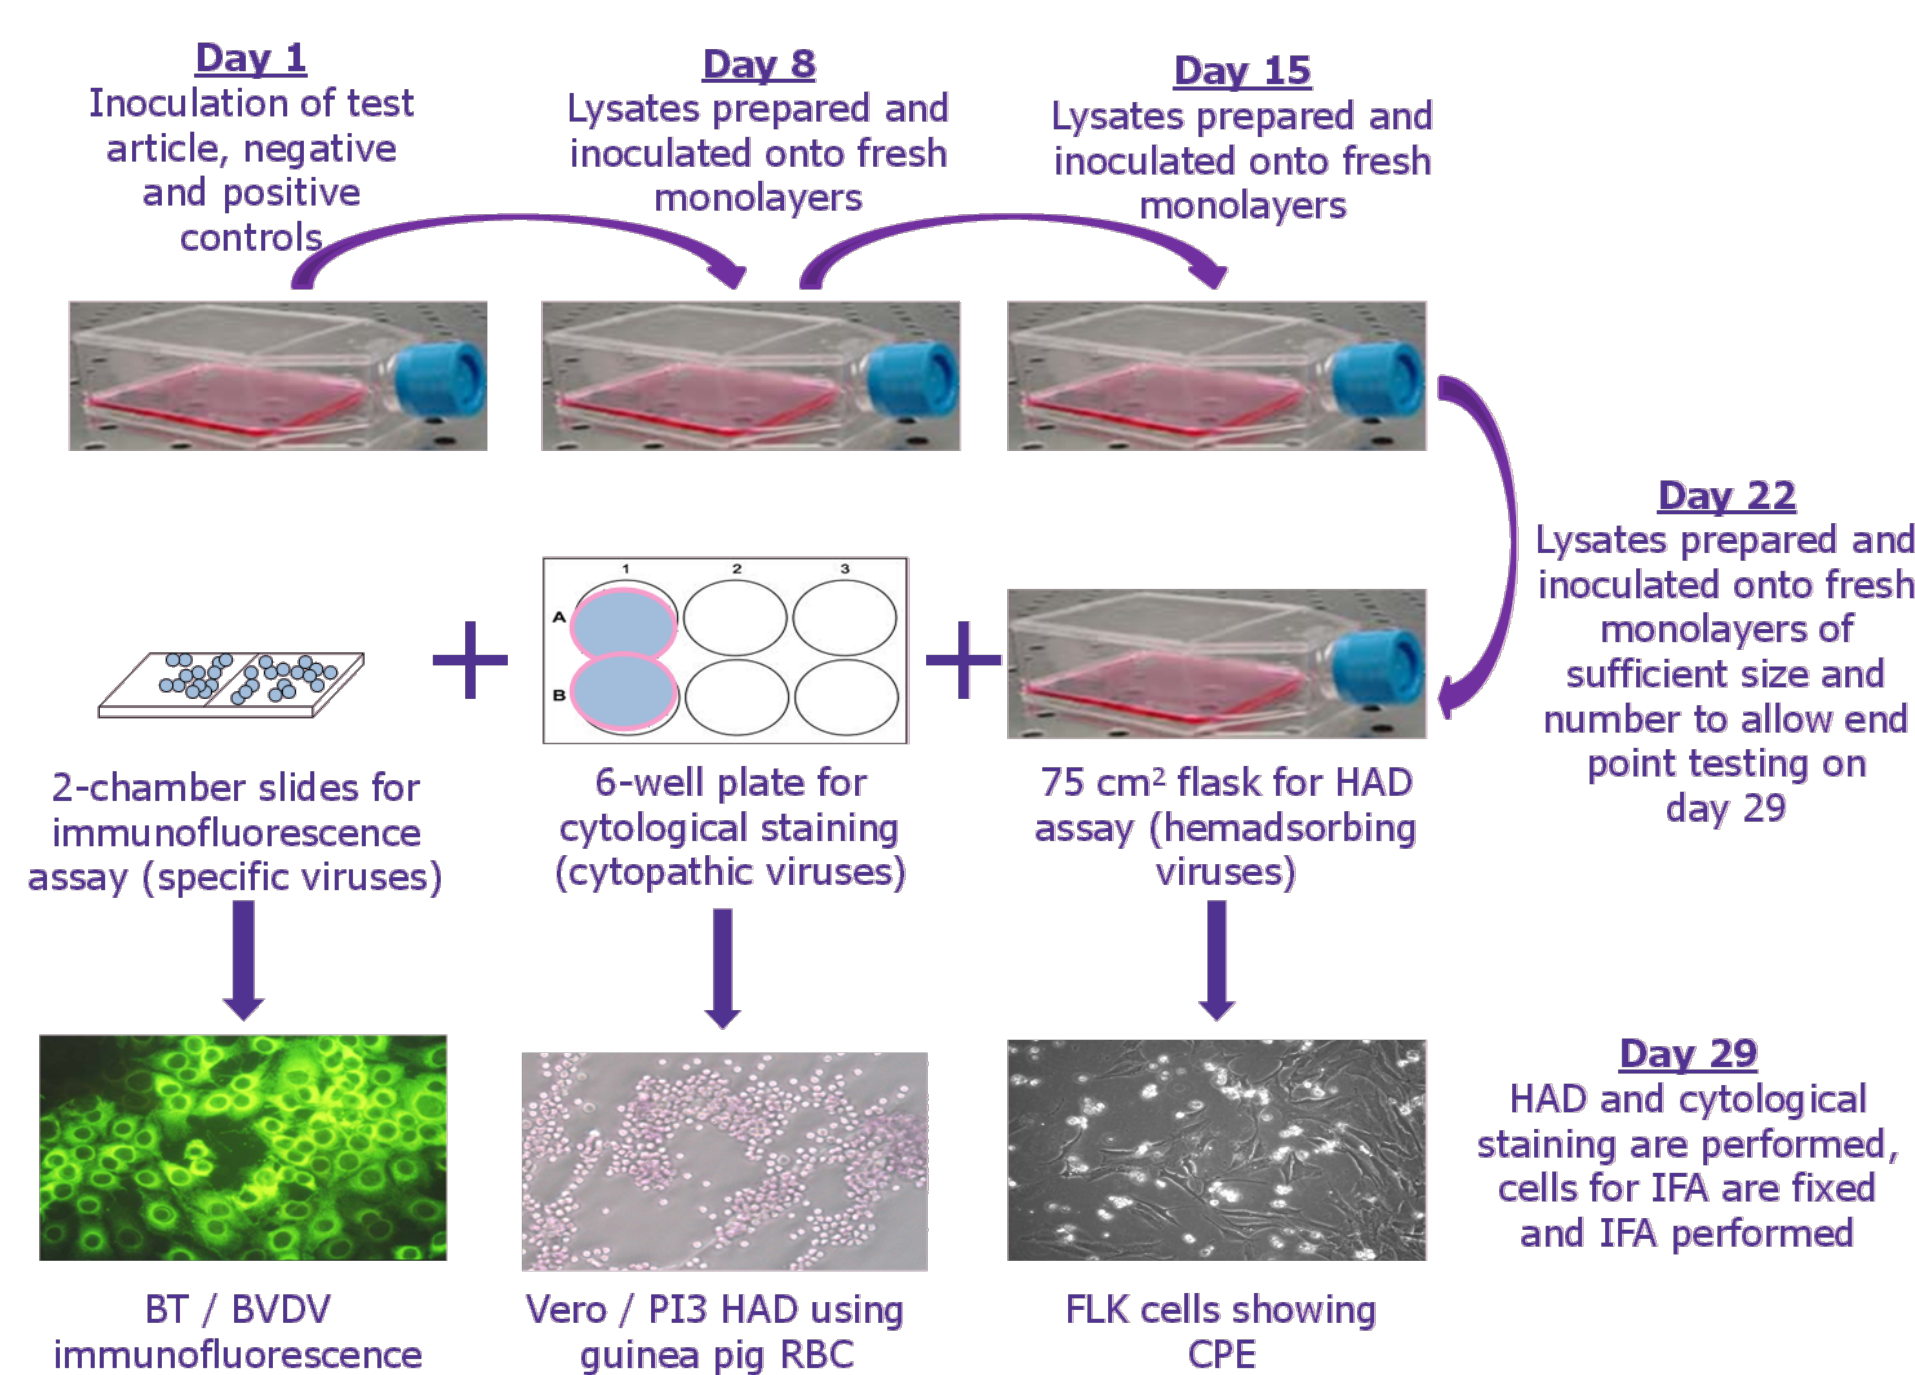 Day 1
Inoculation of test
article, negative
and positive
controls
Day 8
Lysates prepared and
inoculated onto fresh
monolayers
Day 15
Lysates prepared and
inoculated onto fresh
monolayers
Day 22
Lysates prepared and
inoculated onto fresh
monolayers of
sufficient size and
number to allow end
point testing on
day 29
1 2 3
A
B
2-chamber slides for
immunofluorescence
assay (specific viruses)
6-well plate for
cytological staining
(cytopathic viruses)
75 cm² flask for HAD
assay (hemadsorbing
viruses)
Day 29
HAD and cytological
staining are performed,
cells for IFA are fixed
and IFA performed
BT / BVDV
immunofluorescence
Vero / PI3 HAD using
guinea pig RBC
FLK cells showing
CPE